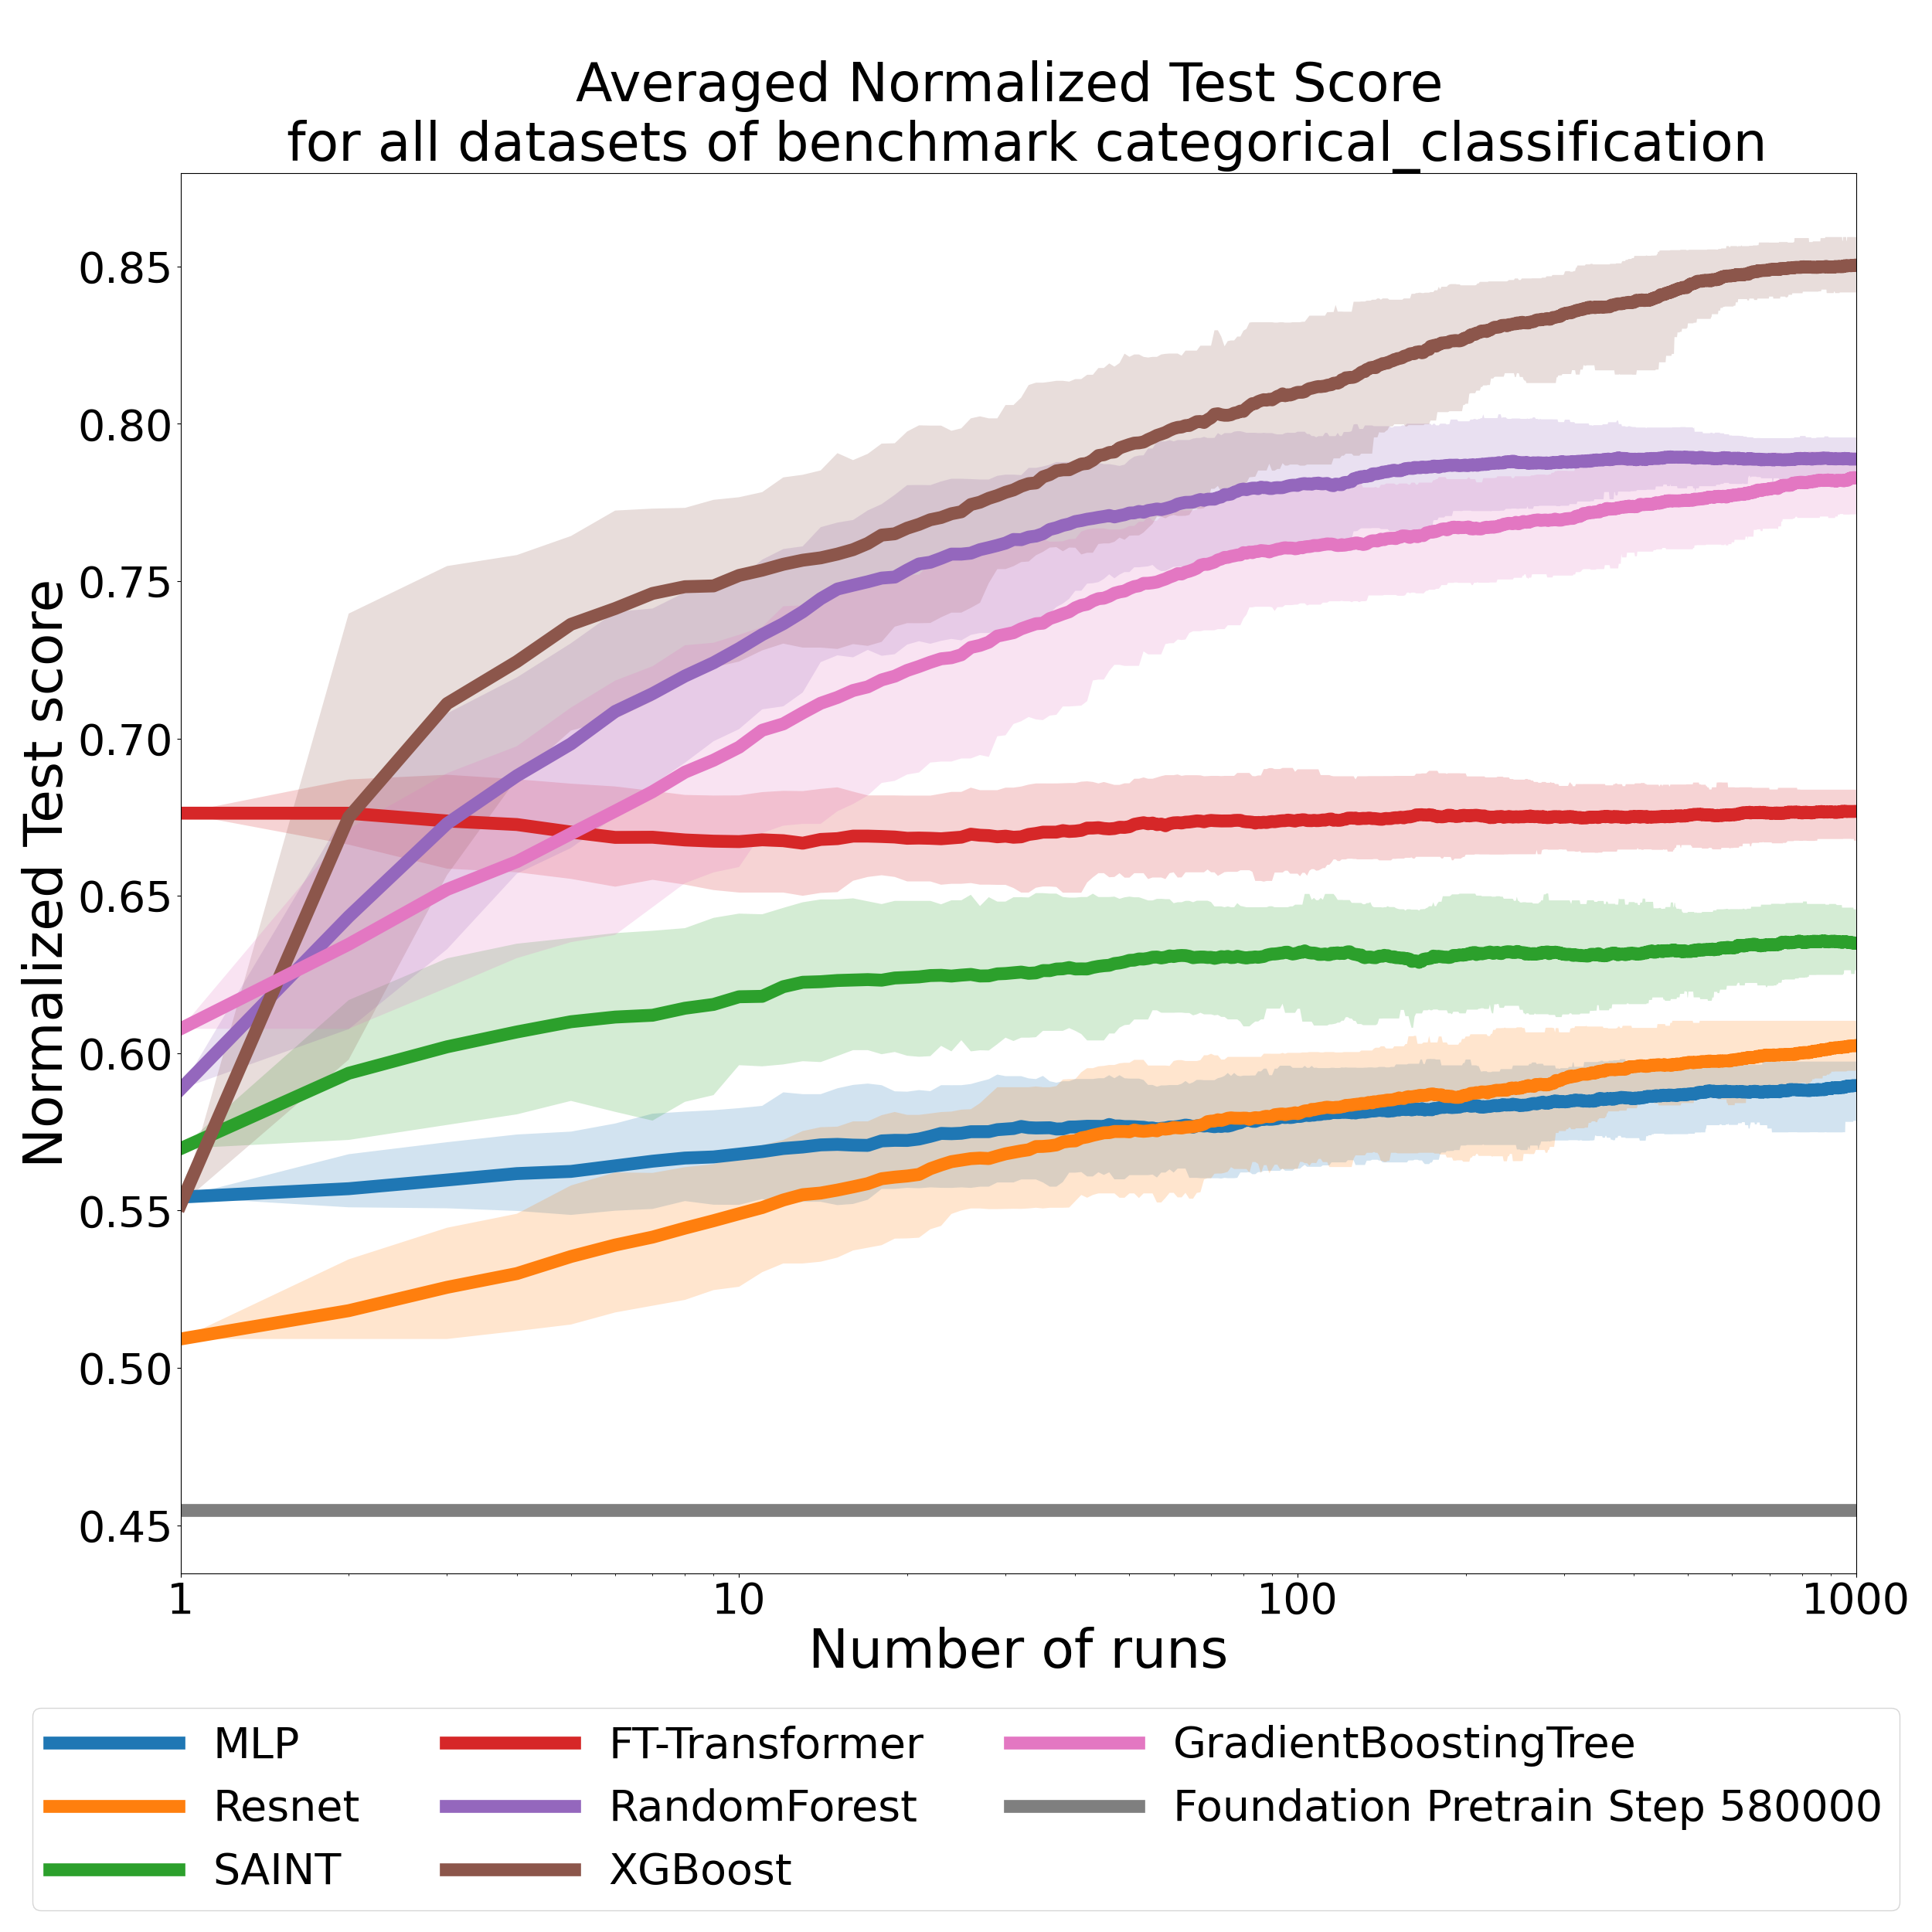 Averaged Normalized Test Score
for all datasets of benchmark categorical_classification
Normalized Test score
0.85
0.80
0.75
0.70
0.65
0.60
0.55
0.50
0.45
1
10
100
1000
Number of runs
MLP
Resnet
SAINT
FT-Transformer
RandomForest
XGBoost
GradientBoostingTree
Foundation Pretrain Step 580000